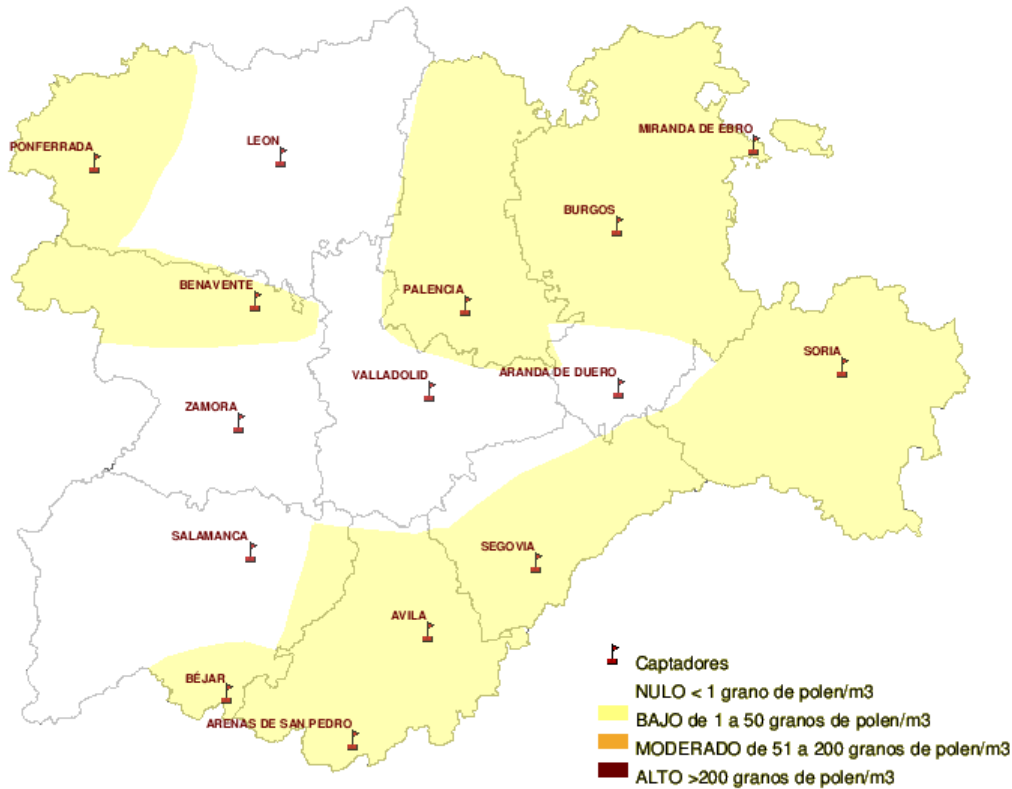 MIRANDA DE EBRO
PONFERRADA
LEON
BURGOS
BENAVENTE
PALENCIA
SORIA
VALLADOLID
ARANDA DE DUERO
ZAMORA
SALAMANCA
SEGOVIA
AVILA
BÉJAR
ARENAS DE SAN PEDRO
Captadores
NULO < 1 grano de polen/m3
BAJO de 1 a 50 granos de polen/m3
MODERADO de 51 a 200 granos de polen/m3
ALTO >200 granos de polen/m3